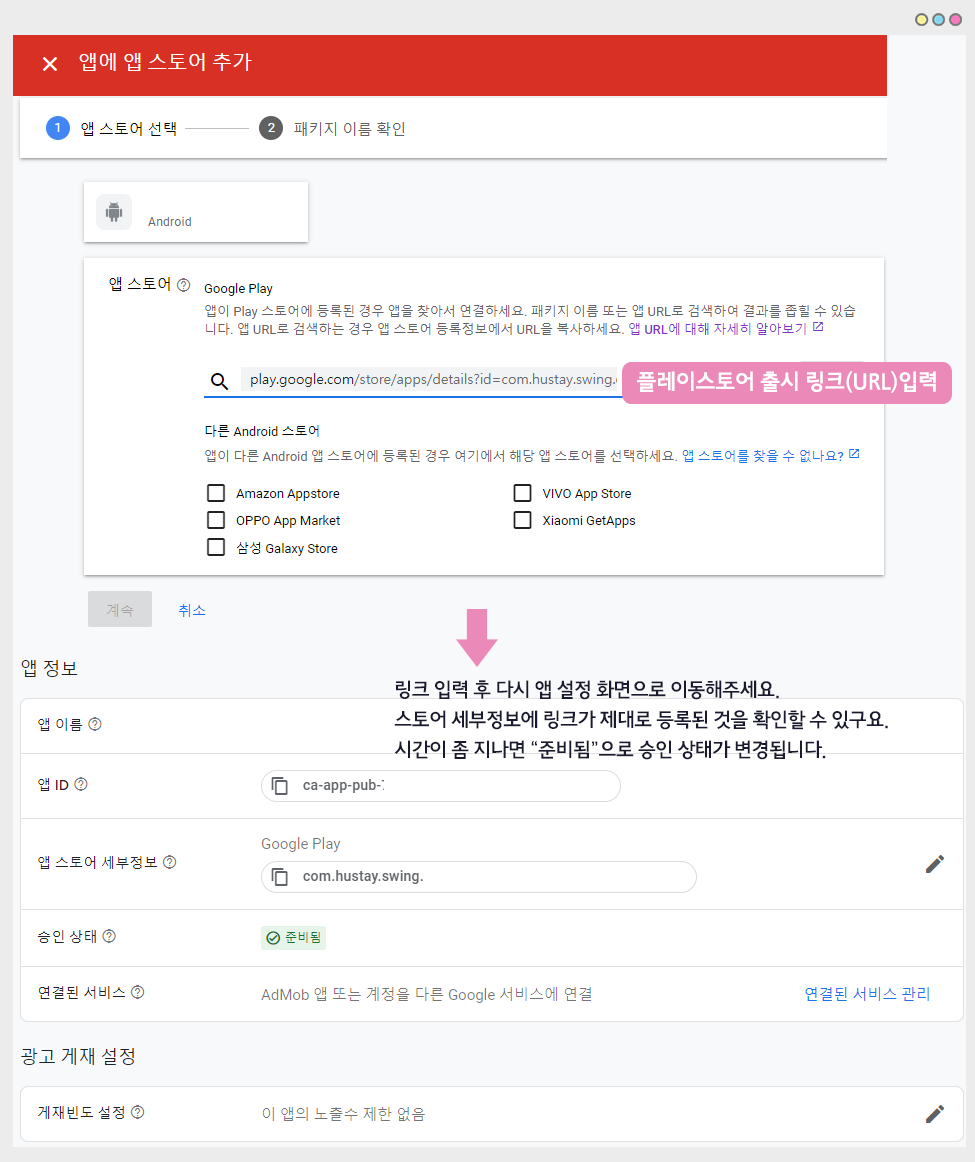 앱에 앱 스토어 추가
1 앱 스토어 선택 2 패키지 이름 확인
Android
앱 스토어
Google Play
앱이 Play 스토어에 등록된 경우 앱을 찾아서 연결하세요. 패키지 이름 또는 앱 URL로 검색하여 결과를 좁힐 수 있습
니다. 앱 URL로 검색하는 경우 앱 스토어 등록정보에서 URL을 복사하세요. 앱 URL에 대해 자세히 알아보기
play.google.com/store/apps/details?id=com.hustay.swing.
플레이스토어 출시 링크(URL)입력
다른 Android 스토어
앱이 다른 Android 앱 스토어에 등록된 경우 여기에서 해당 앱 스토어를 선택하세요. 앱 스토어를 찾을 수 없나요?
Amazon Appstore
VIVO App Store
OPPO App Market
Xiaomi GetApps
삼성 Galaxy Store
계속 취소
앱 정보
링크 입력 후 다시 앱 설정 화면으로 이동해주세요.
스토어 세부정보에 링크가 제대로 등록된 것을 확인할 수 있구요.
시간이 좀 지나면 “준비됨”으로 승인 상태가 변경됩니다.
앱 이름
앱 ID
ca-app-pub-
앱 스토어 세부정보
Google Play
com.hustay.swing.
승인 상태
준비됨
연결된 서비스
AdMob 앱 또는 계정을 다른 Google 서비스에 연결
연결된 서비스 관리
광고 게재 설정
게재빈도 설정
이 앱의 노출수 제한 없음